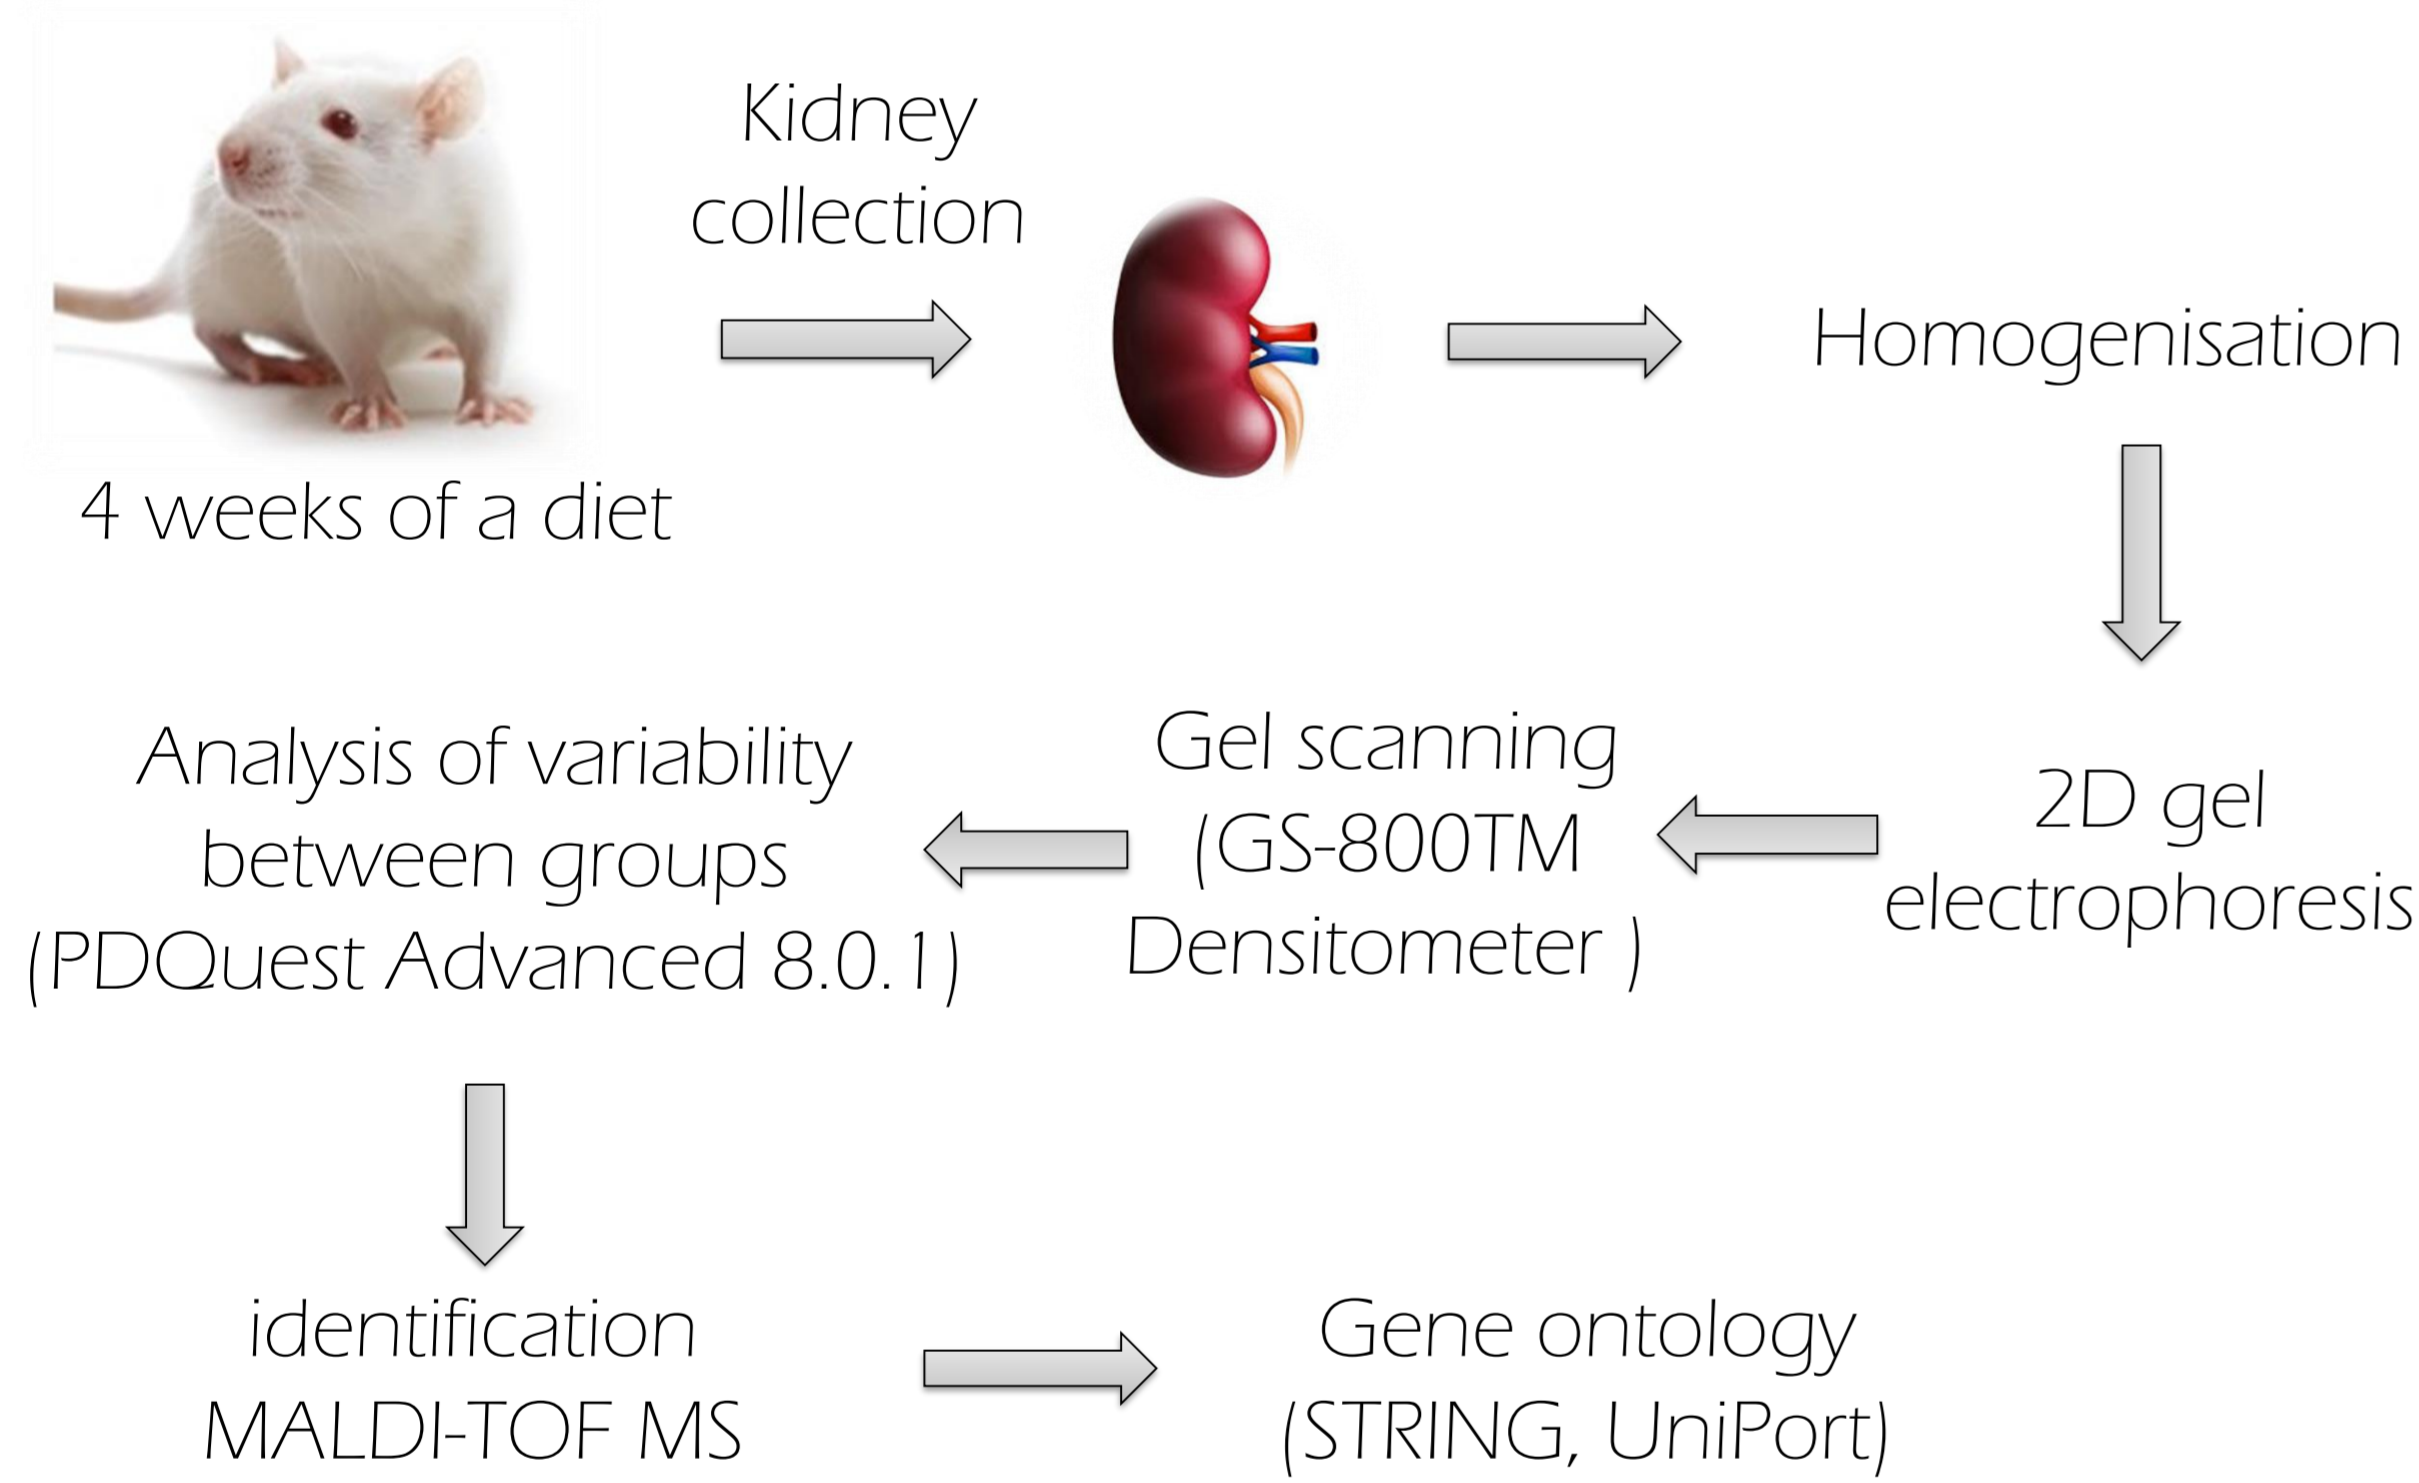 4 weeks of a diet
Kidney
collection
Homogenisation
2D gel
electrophoresis
Gel scanning
(GS-800TM
Densitometer )
Analysis of variability
between groups
(PDQuest Advanced 8.0.1)
identification
MALDI-TOF MS
Gene ontology
(STRING, UniPort)